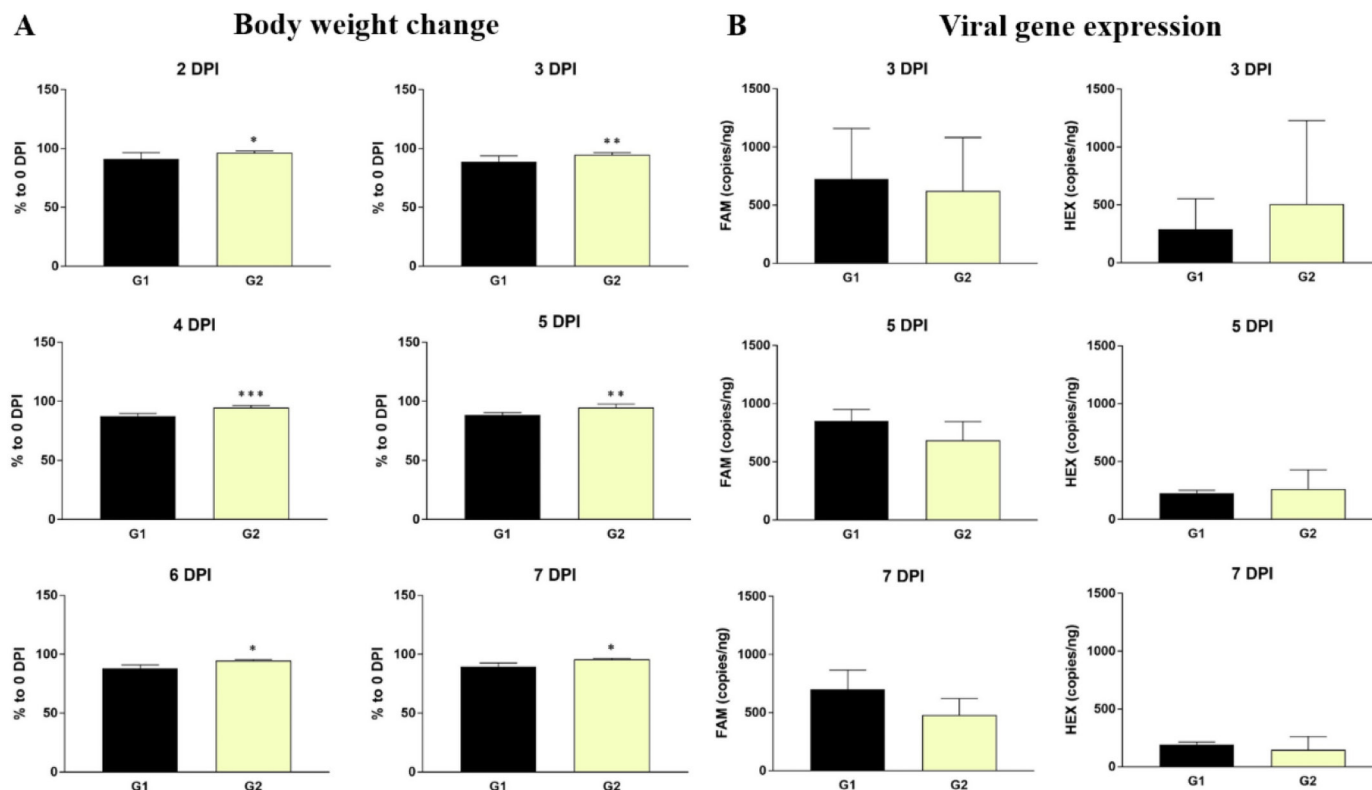 A Body weight change
2 DPI
% to 0 DPI
150
100
50
0
*
G1 G2
3 DPI
% to 0 DPI
150
100
50
0
**
G1 G2
4 DPI
% to 0 DPI
150
100
50
0
***
G1 G2
5 DPI
% to 0 DPI
150
100
50
0
**
G1 G2
6 DPI
% to 0 DPI
150
100
50
0
*
G1 G2
7 DPI
% to 0 DPI
150
100
50
0
*
G1 G2
B Viral gene expression
3 DPI
FAM (copies/ng)
1500
1000
500
0
G1 G2
3 DPI
HEX (copies/ng)
1500
1000
500
0
G1 G2
5 DPI
FAM (copies/ng)
1500
1000
500
0
G1 G2
5 DPI
HEX (copies/ng)
1500
1000
500
0
G1 G2
7 DPI
FAM (copies/ng)
1500
1000
500
0
G1 G2
7 DPI
HEX (copies/ng)
1500
1000
500
0
G1 G2